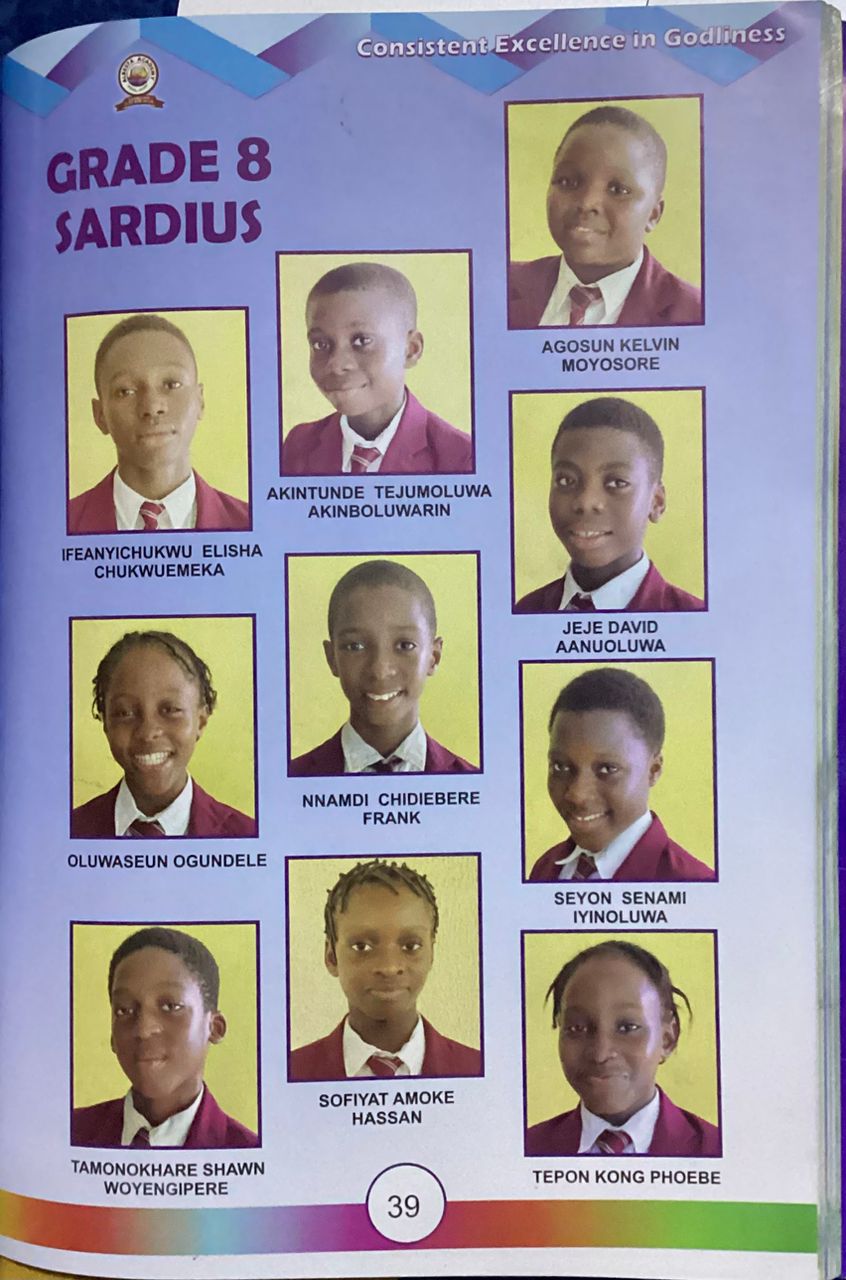 Consistent Excellence in Godliness
GRADE 8
SARDIUS
AGOSUN KELVIN
MOYOSORE
AKINTUNDE TEJUMOLUWA
AKINBOLUWARIN
IFEANYICHUKWU ELISHA
CHUKWUEMEKA
JEJE DAVID
AANUOLUWA
NNAMDI CHIDIEBERE
FRANK
OLUWASEUN OGUNDELE
SEYON SENAMI
IYINOLUWA
SOFIYAT AMOKE
HASSAN
TAMONOKHARE SHAWN
WOYENGIPERE
TEPON KONG PHOEBE
39